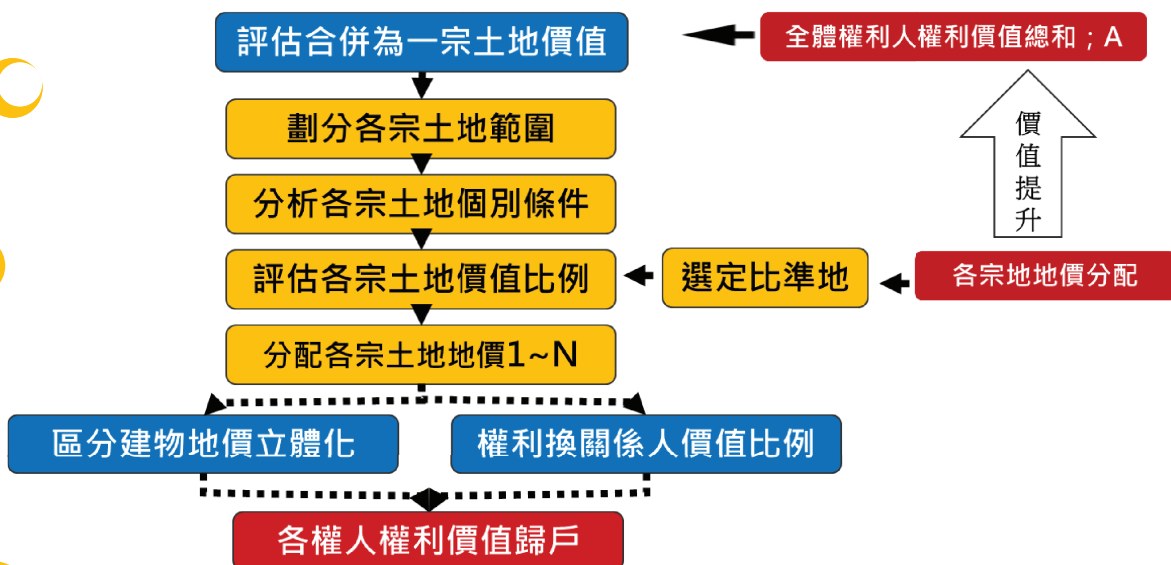 評估合併為一宗土地價值
全體權利人權利價值總和；A
劃分各宗土地範圍
價值提升
分析各宗土地個別條件
評估各宗土地價值比例
選定比準地
各宗地地價分配
分配各宗土地地價1~N
區分建物地價立體化
權利換關係人價值比例
各權人權利價值歸戶